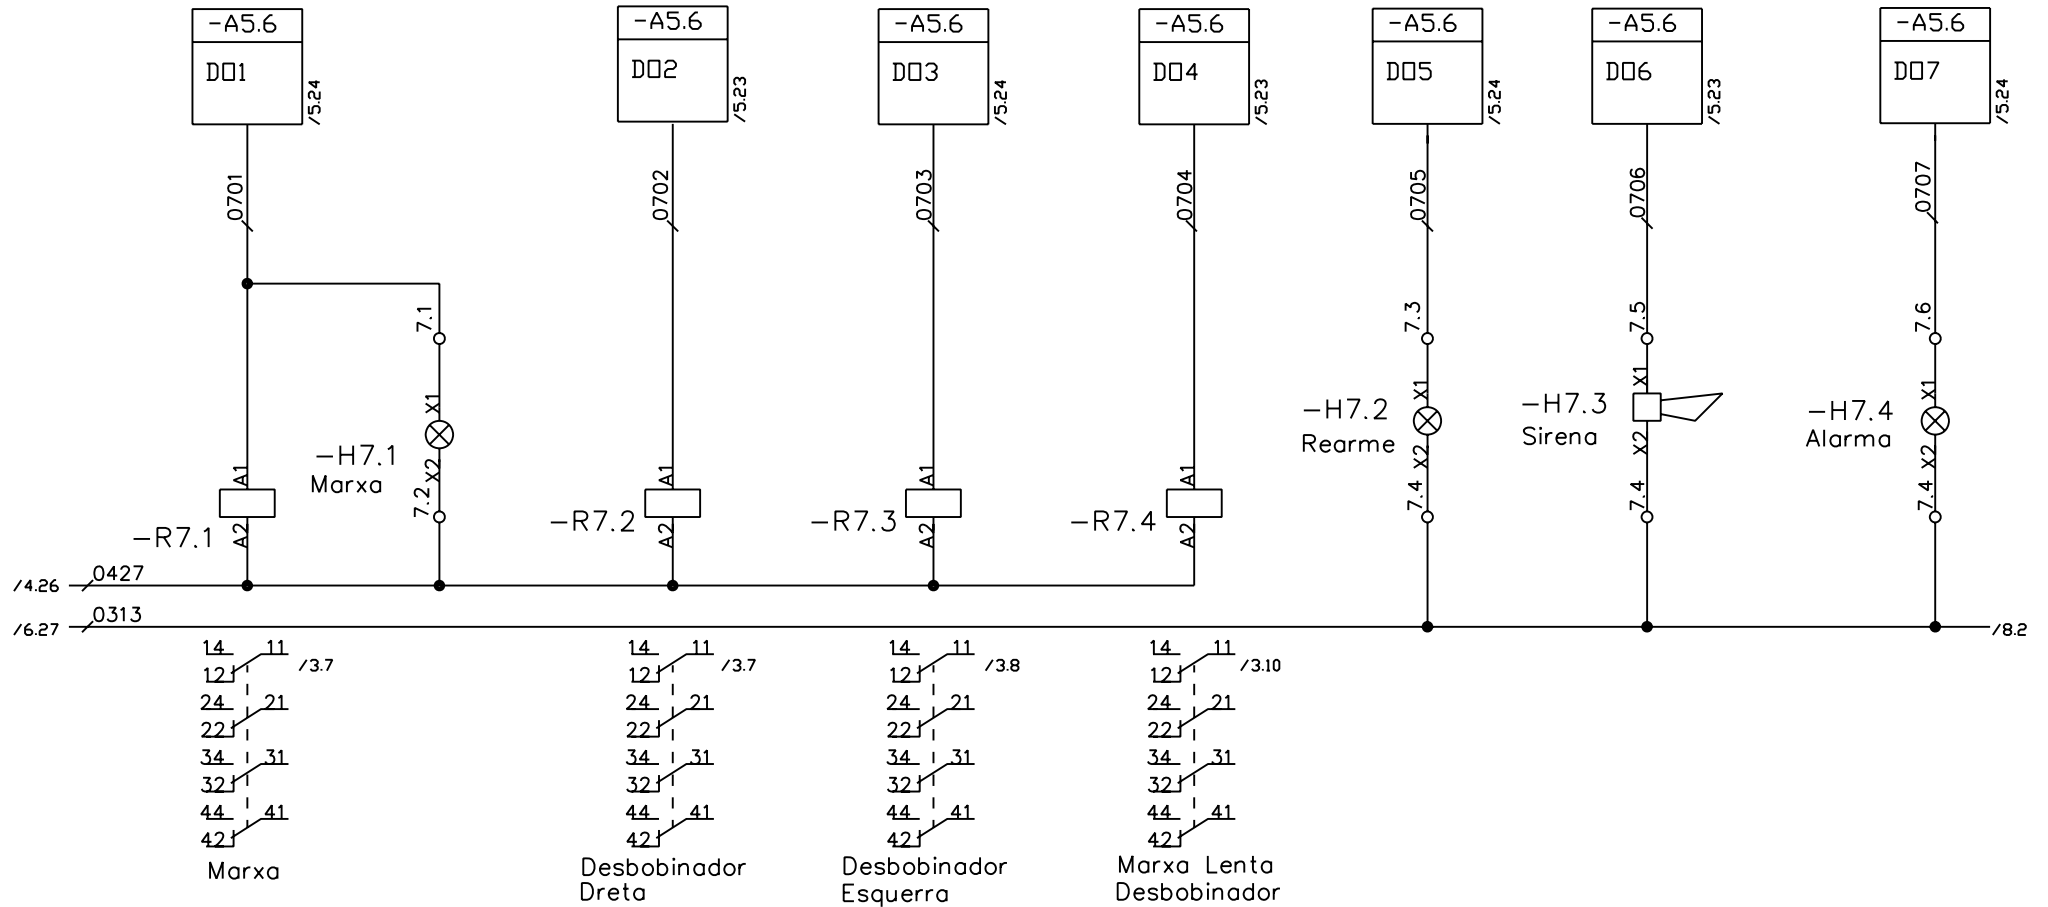 -A5.6
DO1
/5.24
-A5.6
DO2
/5.23
-A5.6
DO3
/5.24
-A5.6
DO4
/5.23
-A5.6
DO5
/5.24
-A5.6
DO6
/5.23
-A5.6
DO7
/5.24
0701
0702
0703
0704
0705
0706
0707
7.1
7.3
7.5
7.6
X1
-H7.1
Marxa
X2
7.2
X1
-H7.2
Rearme
X2
7.4
X1
-H7.3
Sirena
X2
7.4
X1
-H7.4
Alarma
X2
7.4
A1
-R7.1
A2
A1
-R7.2
A2
A1
-R7.3
A2
A1
-R7.4
A2
/4.26
0427
/6.27
0313
/8.2
14 11
12 /3.7
24 21
22
34 31
32
44 41
42
Marxa
14 11
12 /3.7
24 21
22
34 31
32
44 41
42
Desbobinador
Dreta
14 11
12 /3.8
24 21
22
34 31
32
44 41
42
Desbobinador
Esquerra
14 11
12 /3.10
24 21
22
34 31
32
44 41
42
Marxa Lenta
Desbobinador